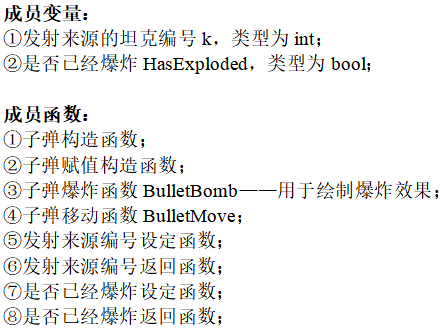 成员变量：
①发射来源的坦克编号 k，类型为 int；
②是否已经爆炸 HasExploded，类型为 bool；
成员函数：
①子弹构造函数；
②子弹赋值构造函数；
③子弹爆炸函数 BulletBomb——用于绘制爆炸效果；
④子弹移动函数 BulletMove；
⑤发射来源编号设定函数；
⑥发射来源编号返回函数；
⑦是否已经爆炸设定函数；
⑧是否已经爆炸返回函数；